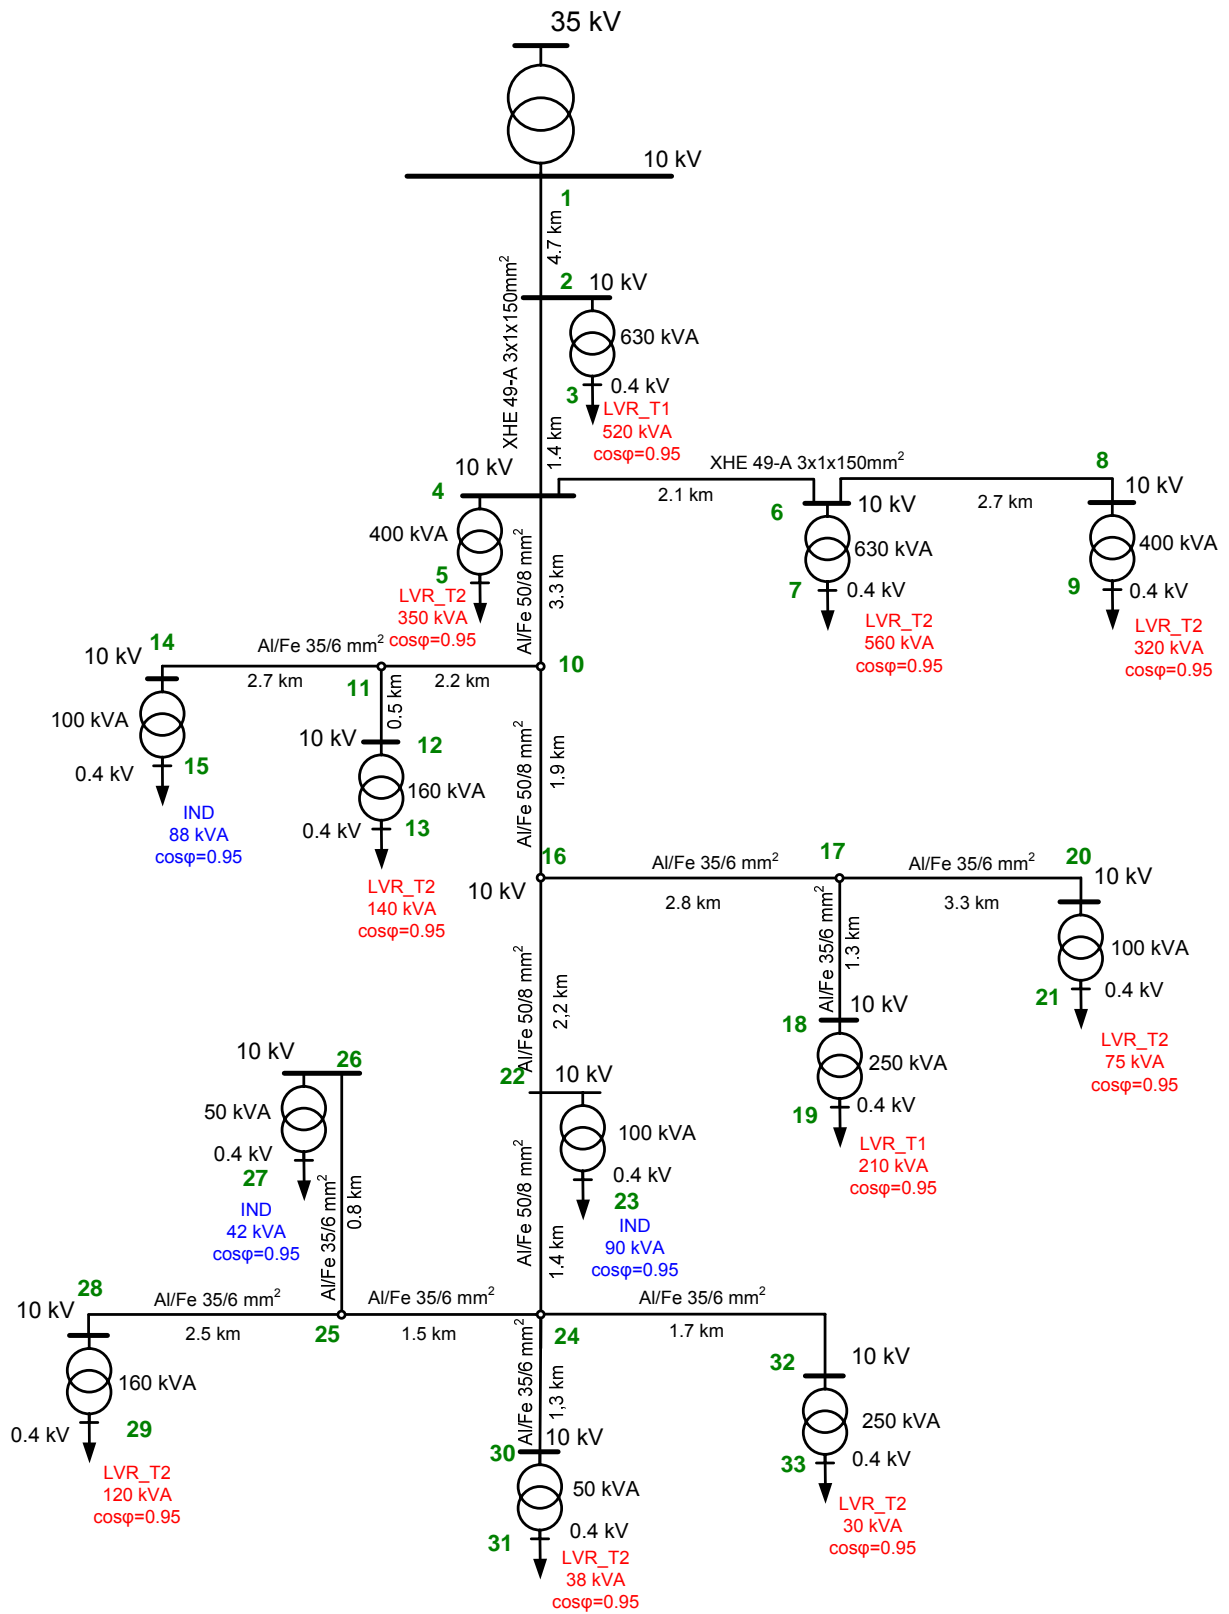 35 kV
10 kV
1
4.7 km
XHE 49-A 3x1x150mm²
2
10 kV
630 kVA
3
0.4 kV
LVR_T1
520 kVA
cosφ=0.95
1.4 km
10 kV
4
400 kVA
5
LVR_T2
350 kVA
cosφ=0.95
XHE 49-A 3x1x150mm²
2.1 km
2.7 km
6
10 kV
630 kVA
7
0.4 kV
LVR_T2
560 kVA
cosφ=0.95
8
10 kV
400 kVA
9
0.4 kV
LVR_T2
320 kVA
cosφ=0.95
Al/Fe 50/8 mm²
3.3 km
10
Al/Fe 35/6 mm²
2.7 km
2.2 km
14
10 kV
100 kVA
0.4 kV
15
IND
88 kVA
cosφ=0.95
11
0.5 km
10 kV
12
160 kVA
0.4 kV
13
LVR_T2
140 kVA
cosφ=0.95
Al/Fe 50/8 mm²
1.9 km
16
10 kV
Al/Fe 35/6 mm²
2.8 km
17
Al/Fe 35/6 mm²
3.3 km
20
10 kV
100 kVA
21
0.4 kV
LVR_T2
75 kVA
cosφ=0.95
Al/Fe 35/6 mm²
1.3 km
18
10 kV
250 kVA
19
0.4 kV
LVR_T1
210 kVA
cosφ=0.95
Al/Fe 50/8 mm²
2,2 km
22
10 kV
100 kVA
0.4 kV
23
IND
90 kVA
cosφ=0.95
10 kV
26
50 kVA
0.4 kV
27
IND
42 kVA
cosφ=0.95
Al/Fe 35/6 mm²
0.8 km
Al/Fe 50/8 mm²
1.4 km
28
10 kV
Al/Fe 35/6 mm²
2.5 km
25
Al/Fe 35/6 mm²
1.5 km
24
Al/Fe 35/6 mm²
1.7 km
160 kVA
0.4 kV
29
LVR_T2
120 kVA
cosφ=0.95
Al/Fe 35/6 mm²
1,3 km
30
10 kV
50 kVA
31
0.4 kV
LVR_T2
38 kVA
cosφ=0.95
32
10 kV
250 kVA
33
0.4 kV
LVR_T2
30 kVA
cosφ=0.95